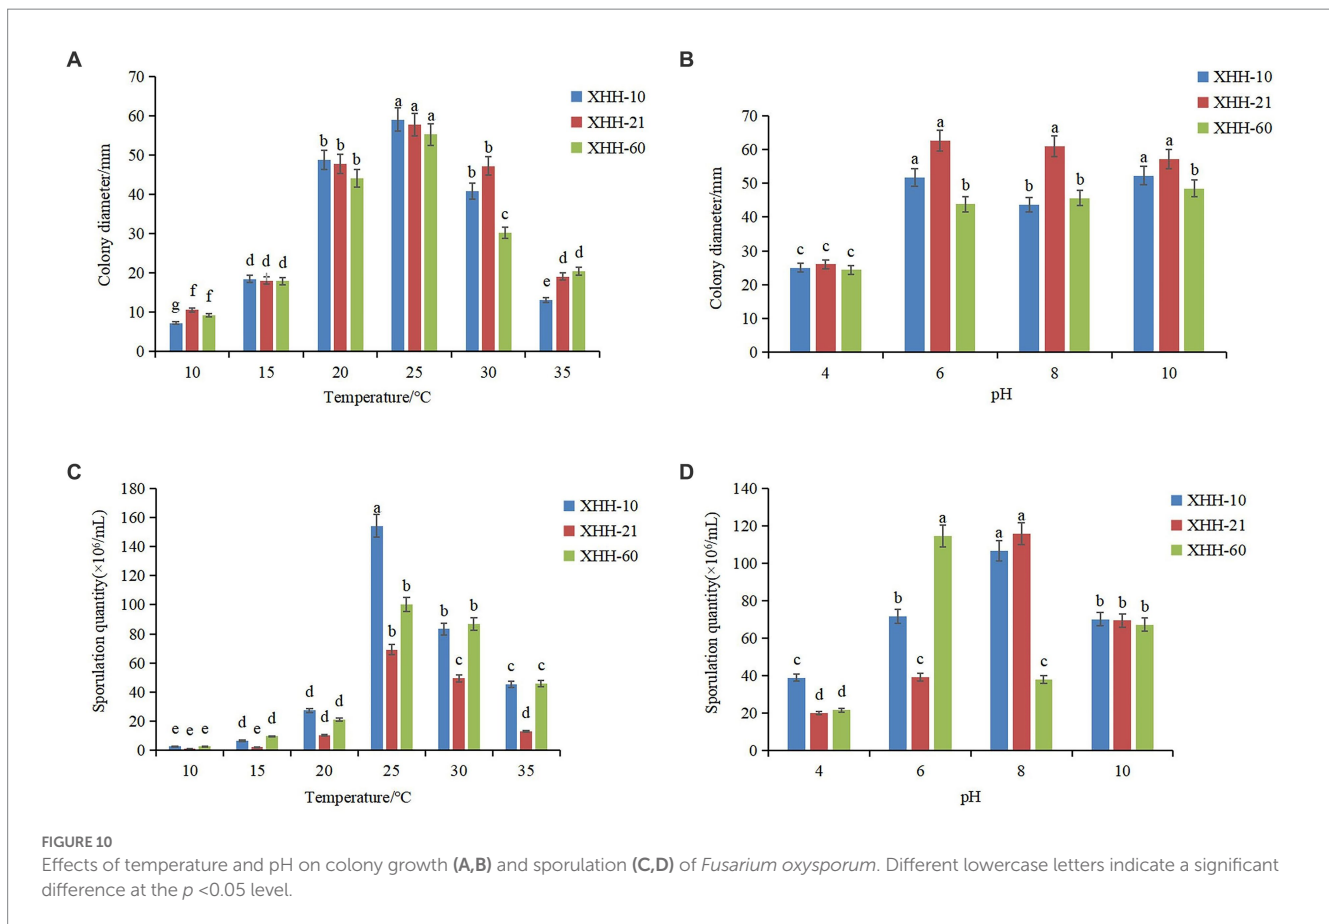 A
70
60
50
40
30
20
10
0
Colony diameter/mm
XHH-10
XHH-21
XHH-60
g f f
d d d
b b b
a a a
b b c
e d d
10 15 20 25 30 35
Temperature/°C
B
70
60
50
40
30
20
10
0
Colony diameter/mm
XHH-10
XHH-21
XHH-60
c c c
a a b
b a b
a a b
4 6 8 10
pH
C
180
160
140
120
100
80
60
40
20
0
Sporulation quantity(×10⁶/mL)
XHH-10
XHH-21
XHH-60
e e e
d e d
d d d
a b b
b c b
c d c
10 15 20 25 30 35
Temperature/°C
D
140
120
100
80
60
40
20
0
Sporulation quantity(×10⁶/mL)
XHH-10
XHH-21
XHH-60
c d d
b c a
a a c
b b b
4 6 8 10
pH
FIGURE 10
Effects of temperature and pH on colony growth (A,B) and sporulation (C,D) of Fusarium oxysporum. Different lowercase letters indicate a significant
difference at the p <0.05 level.